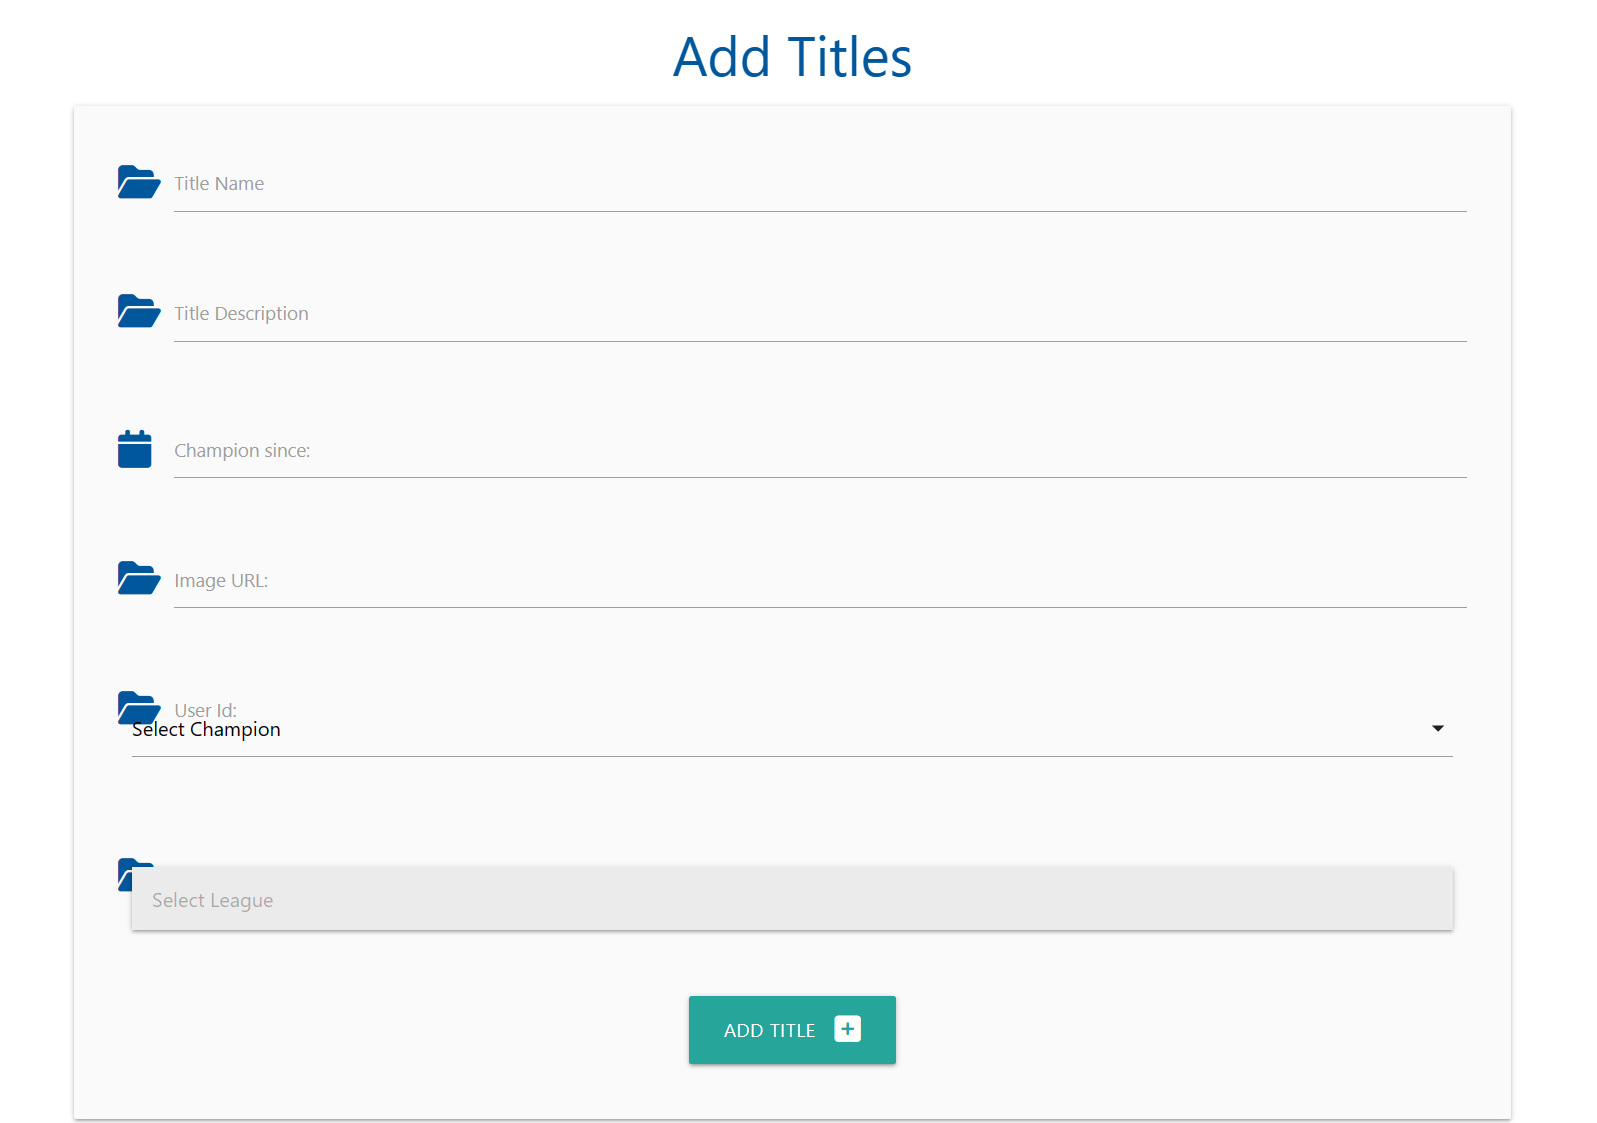 Add Titles
Title Name
Title Description
Champion since:
Image URL:
User Id:
Select Champion
Select League
ADD TITLE